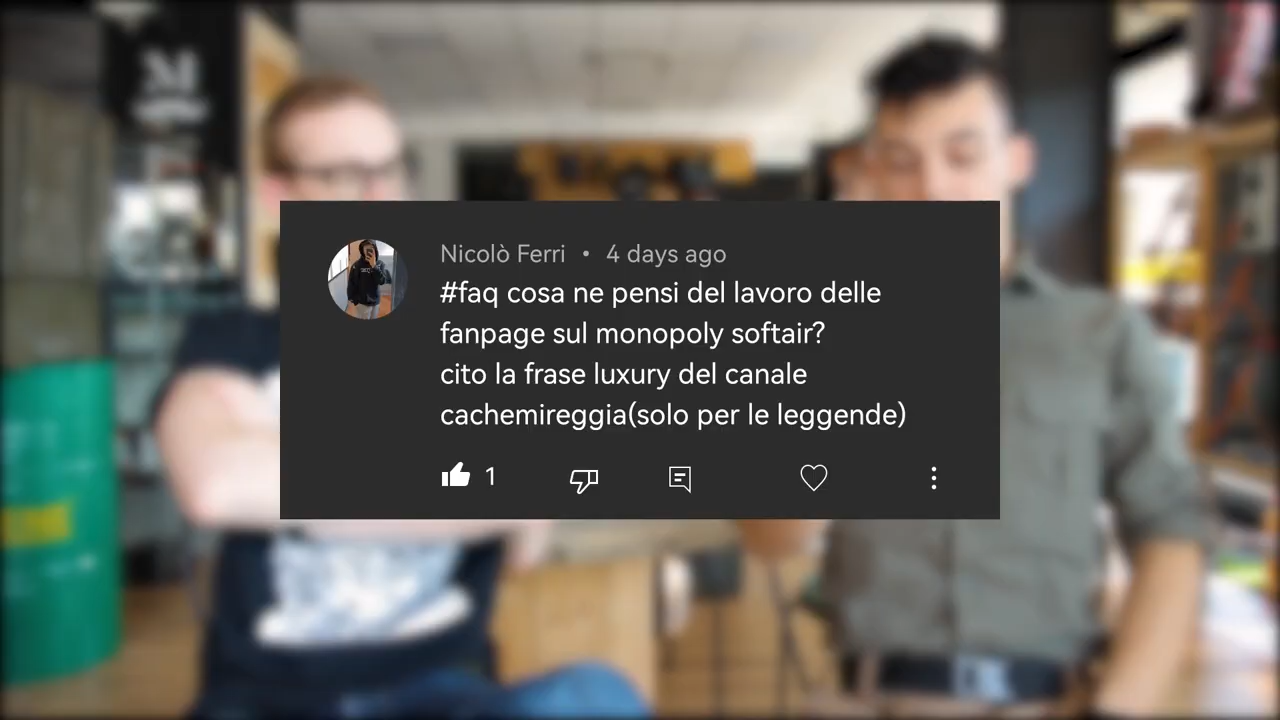 Nicolò Ferri • 4 days ago
#faq cosa ne pensi del lavoro delle
fanpage sul monopoly softair?
cito la frase luxury del canale
cachemireggia(solo per le leggende)
1